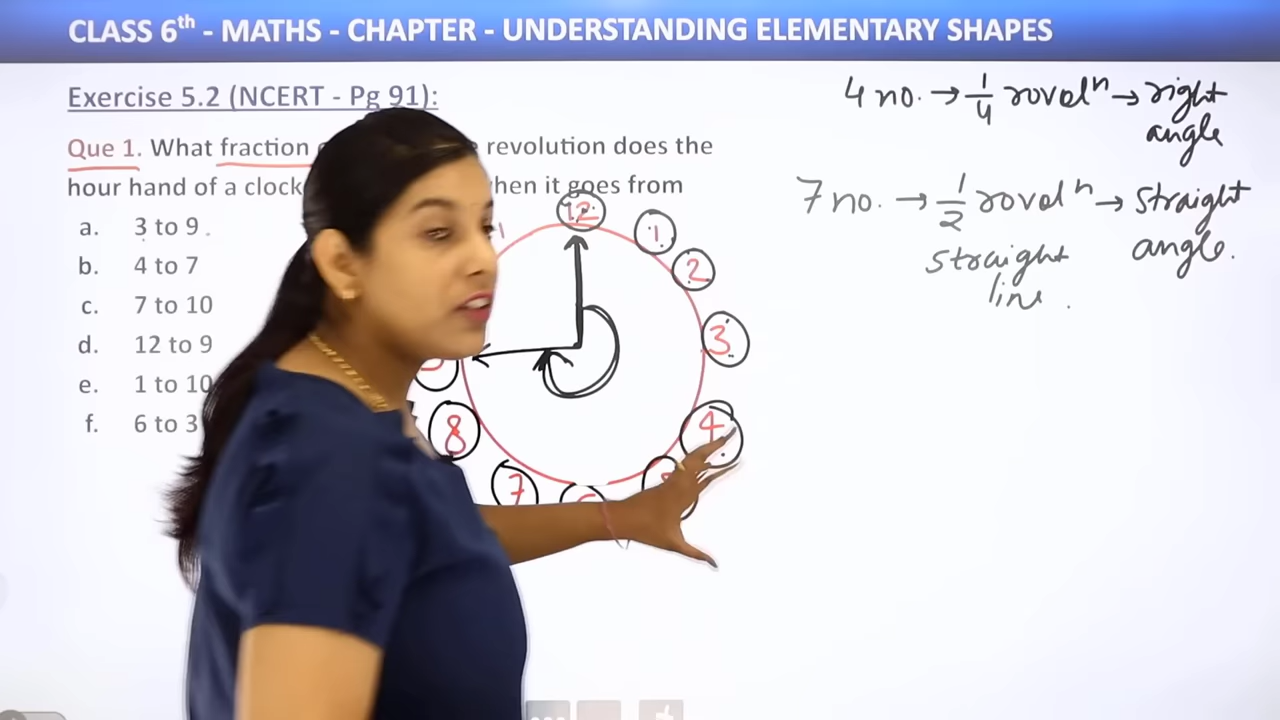 CLASS 6th - MATHS - CHAPTER - UNDERSTANDING ELEMENTARY SHAPES
Exercise 5.2 (NCERT - Pg 91):
Que 1. What fraction revolution does the
hour hand of a clock hen it goes from
a. 3 to 9
b. 4 to 7
c. 7 to 10
d. 12 to 9
e. 1 to 10
f. 6 to 3
12
1
2
3
4
7
8
4 no. → 1/4 rovolⁿ → right
angle
7 no. → 1/2 rovolⁿ → straight
angle.
straight
line.